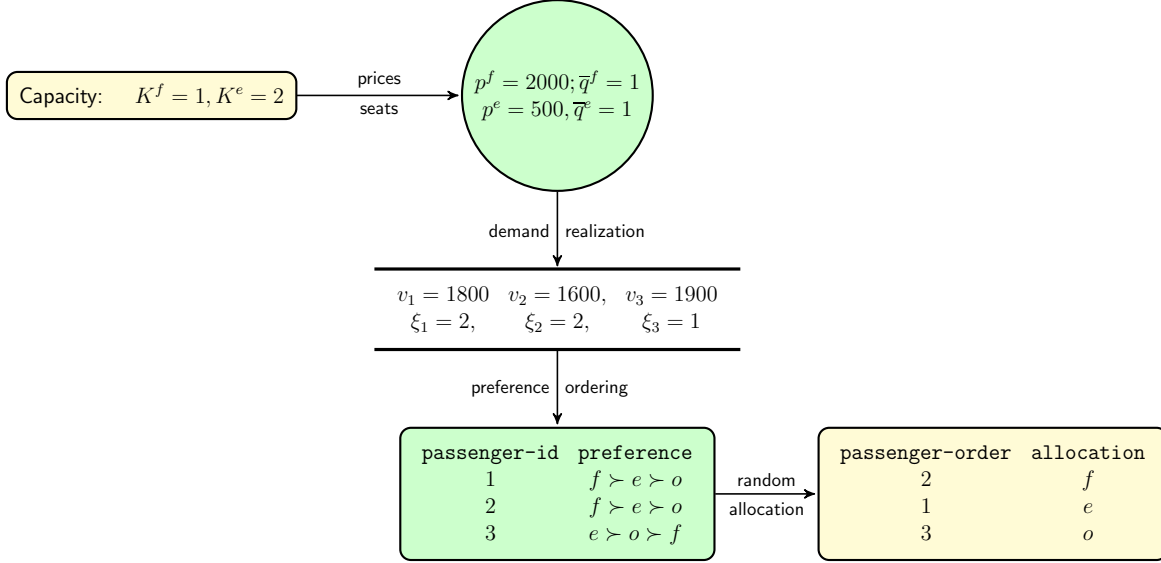 Capacity: K^f = 1, K^e = 2
prices
seats
p^f = 2000; q̅^f = 1
p^e = 500, q̅^e = 1
demand realization
v_1 = 1800 v_2 = 1600, v_3 = 1900
ξ_1 = 2, ξ_2 = 2, ξ_3 = 1
preference ordering
passenger-id preference
1 f ≻ e ≻ o
2 f ≻ e ≻ o
3 e ≻ o ≻ f
random
allocation
passenger-order allocation
2 f
1 e
3 o